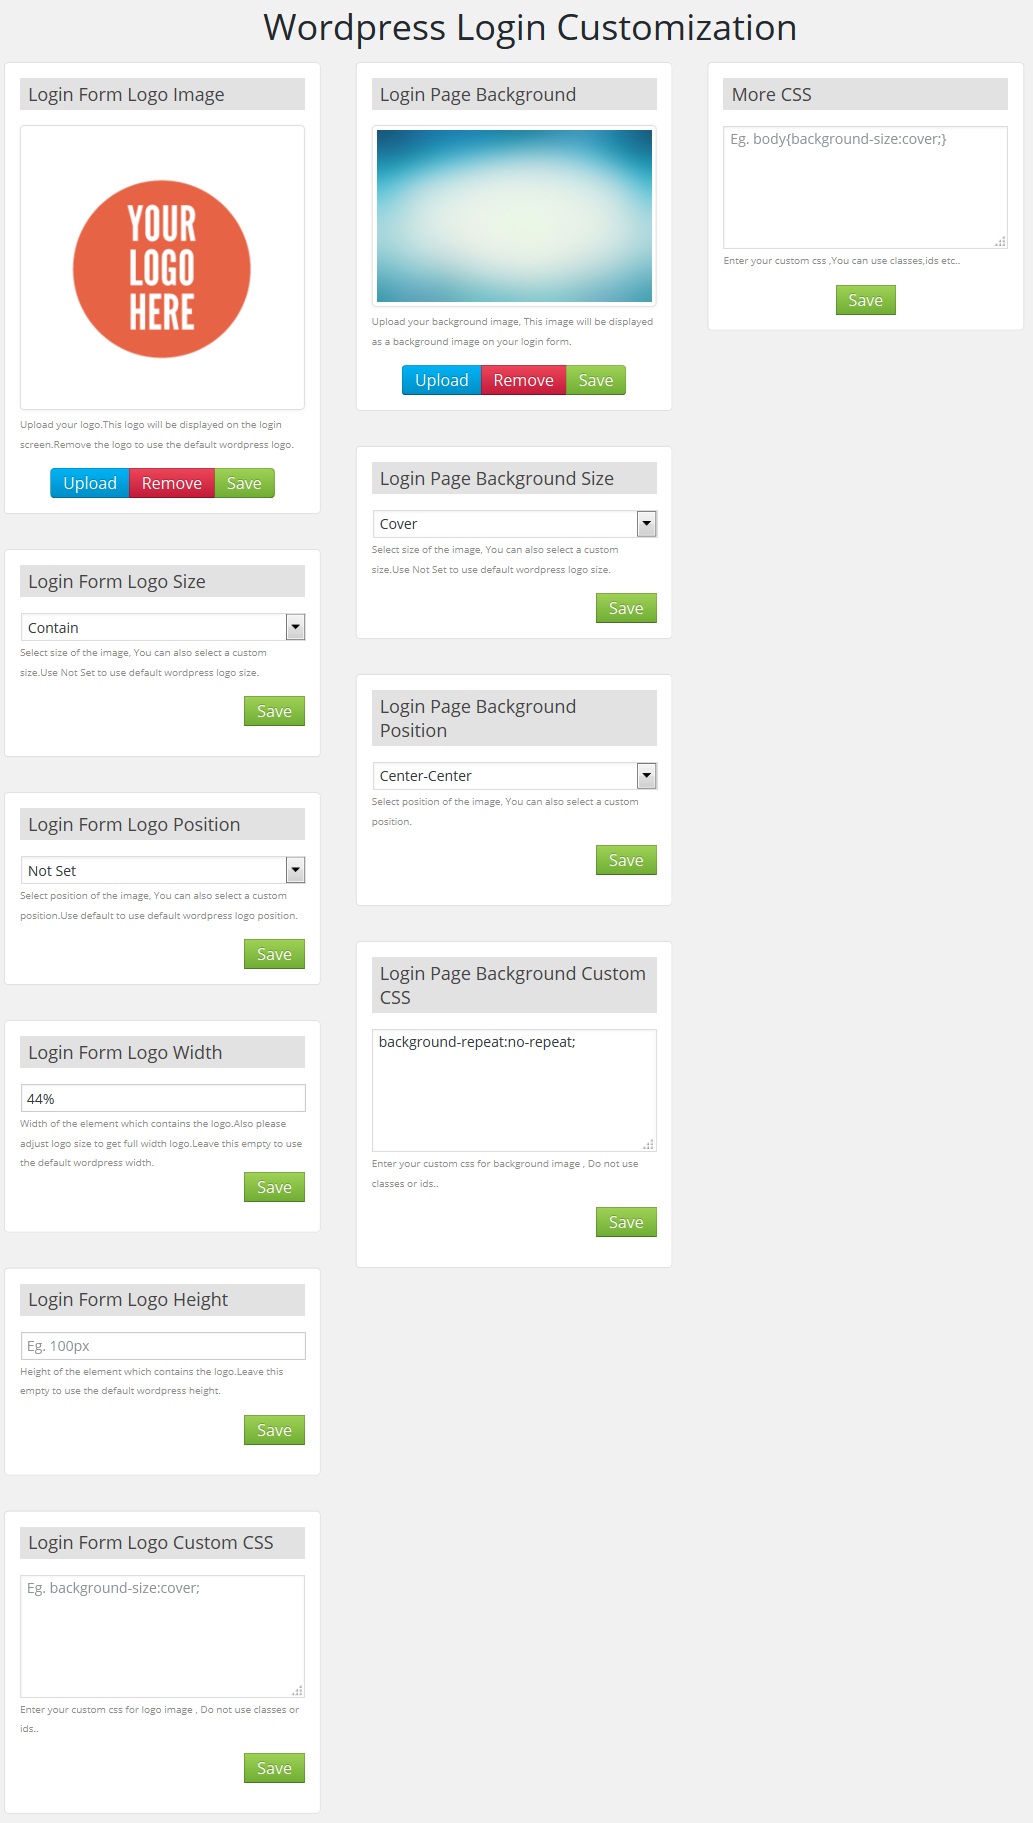 Wordpress Login Customization
Login Form Logo Image
YOUR
LOGO
HERE
Upload your logo.This logo will be displayed on the login
screen.Remove the logo to use the default wordpress logo.
Upload Remove Save
Login Form Logo Size
Contain
Select size of the image, You can also select a custom
size.Use Not Set to use default wordpress logo size.
Save
Login Form Logo Position
Not Set
Select position of the image, You can also select a custom
position.Use default to use default wordpress logo position.
Save
Login Form Logo Width
44%
Width of the element which contains the logo.Also please
adjust logo size to get full width logo.Leave this empty to use
the default wordpress width.
Save
Login Form Logo Height
Eg. 100px
Height of the element which contains the logo.Leave this
empty to use the default wordpress height.
Save
Login Form Logo Custom CSS
Eg. background-size:cover;
Enter your custom css for logo image , Do not use classes or
ids..
Save
Login Page Background
Upload your background image, This image will be displayed
as a background image on your login form.
Upload Remove Save
Login Page Background Size
Cover
Select size of the image, You can also select a custom
size.Use Not Set to use default wordpress logo size.
Save
Login Page Background
Position
Center-Center
Select position of the image, You can also select a custom
position.
Save
Login Page Background Custom
CSS
background-repeat:no-repeat;
Enter your custom css for background image , Do not use
classes or ids..
Save
More CSS
Eg. body{background-size:cover;}
Enter your custom css ,You can use classes,ids etc..
Save